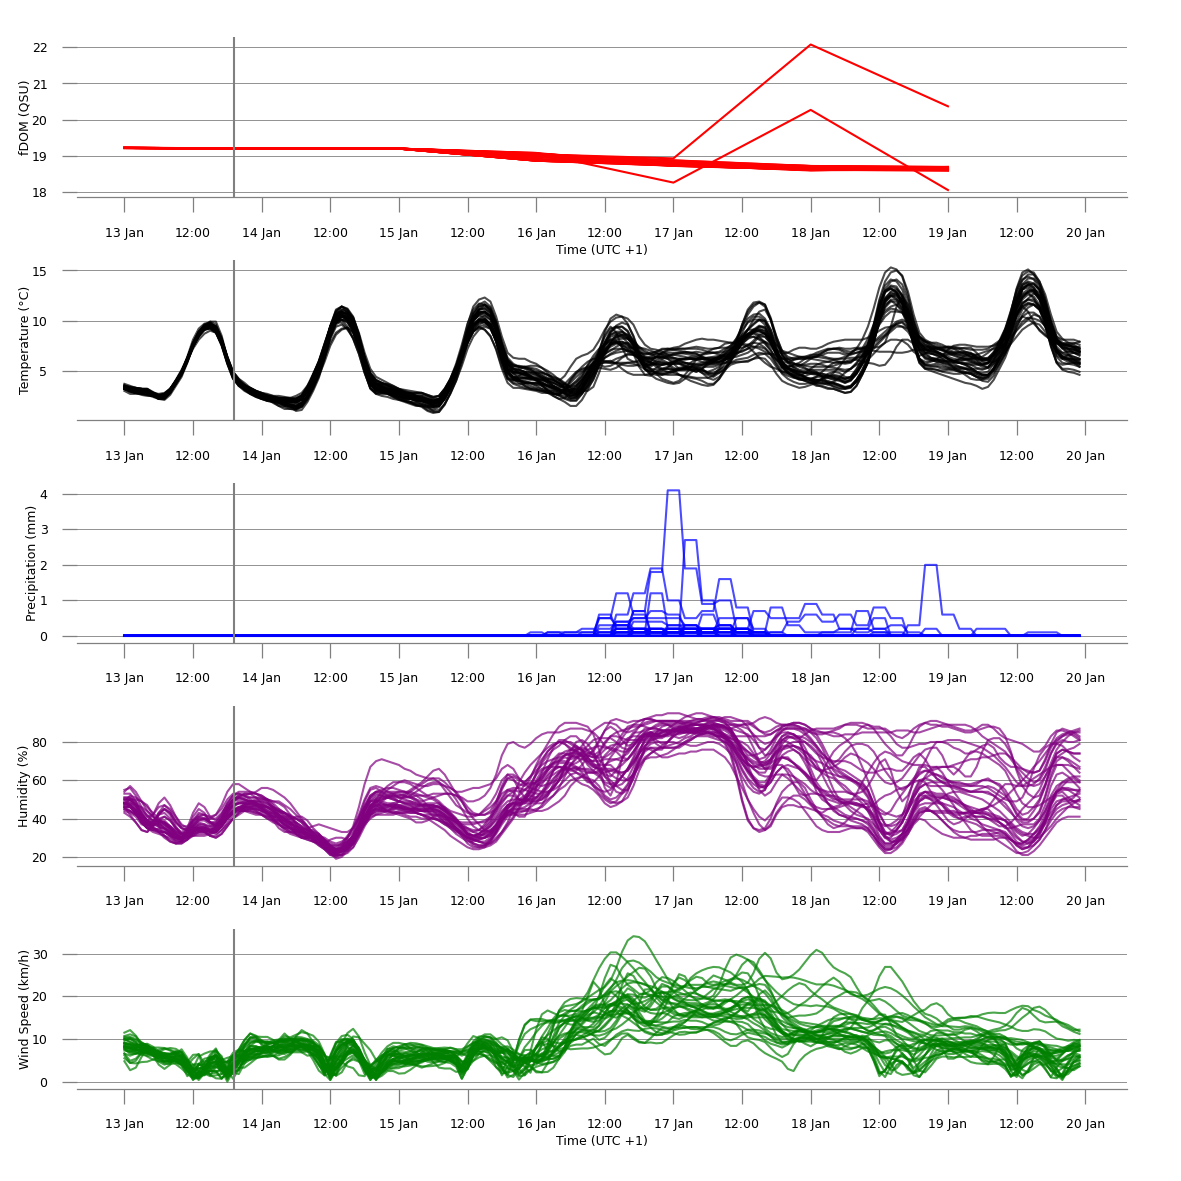 22
21
20
19
18
fDOM (QSU)
13 Jan 12:00 14 Jan 12:00 15 Jan 12:00 16 Jan 12:00 17 Jan 12:00 18 Jan 12:00 19 Jan 12:00 20 Jan
Time (UTC +1)
15
10
5
Temperature (°C)
13 Jan 12:00 14 Jan 12:00 15 Jan 12:00 16 Jan 12:00 17 Jan 12:00 18 Jan 12:00 19 Jan 12:00 20 Jan
4
3
2
1
0
Precipitation (mm)
13 Jan 12:00 14 Jan 12:00 15 Jan 12:00 16 Jan 12:00 17 Jan 12:00 18 Jan 12:00 19 Jan 12:00 20 Jan
80
60
40
20
Humidity (%)
13 Jan 12:00 14 Jan 12:00 15 Jan 12:00 16 Jan 12:00 17 Jan 12:00 18 Jan 12:00 19 Jan 12:00 20 Jan
30
20
10
0
Wind Speed (km/h)
13 Jan 12:00 14 Jan 12:00 15 Jan 12:00 16 Jan 12:00 17 Jan 12:00 18 Jan 12:00 19 Jan 12:00 20 Jan
Time (UTC +1)